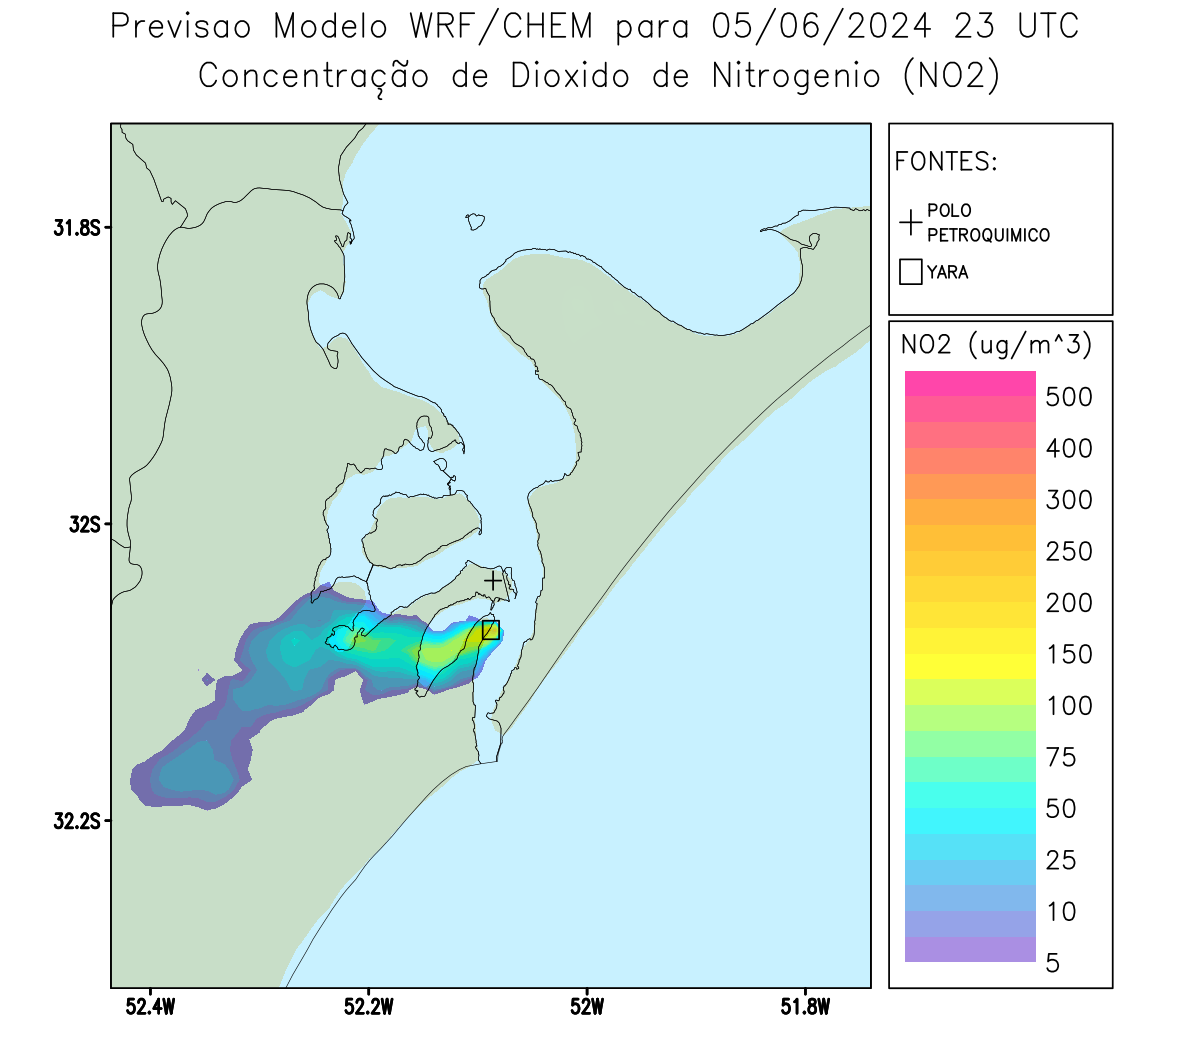 Previsao Modelo WRF/CHEM para 05/06/2024 23 UTC
Concentração de Dioxido de Nitrogenio (NO2)
FONTES:
POLO
PETROQUIMICO
YARA
31.8S
32S
32.2S
52.4W
52.2W
52W
51.8W
NO2 (ug/m^3)
500
400
300
250
200
150
100
75
50
25
10
5